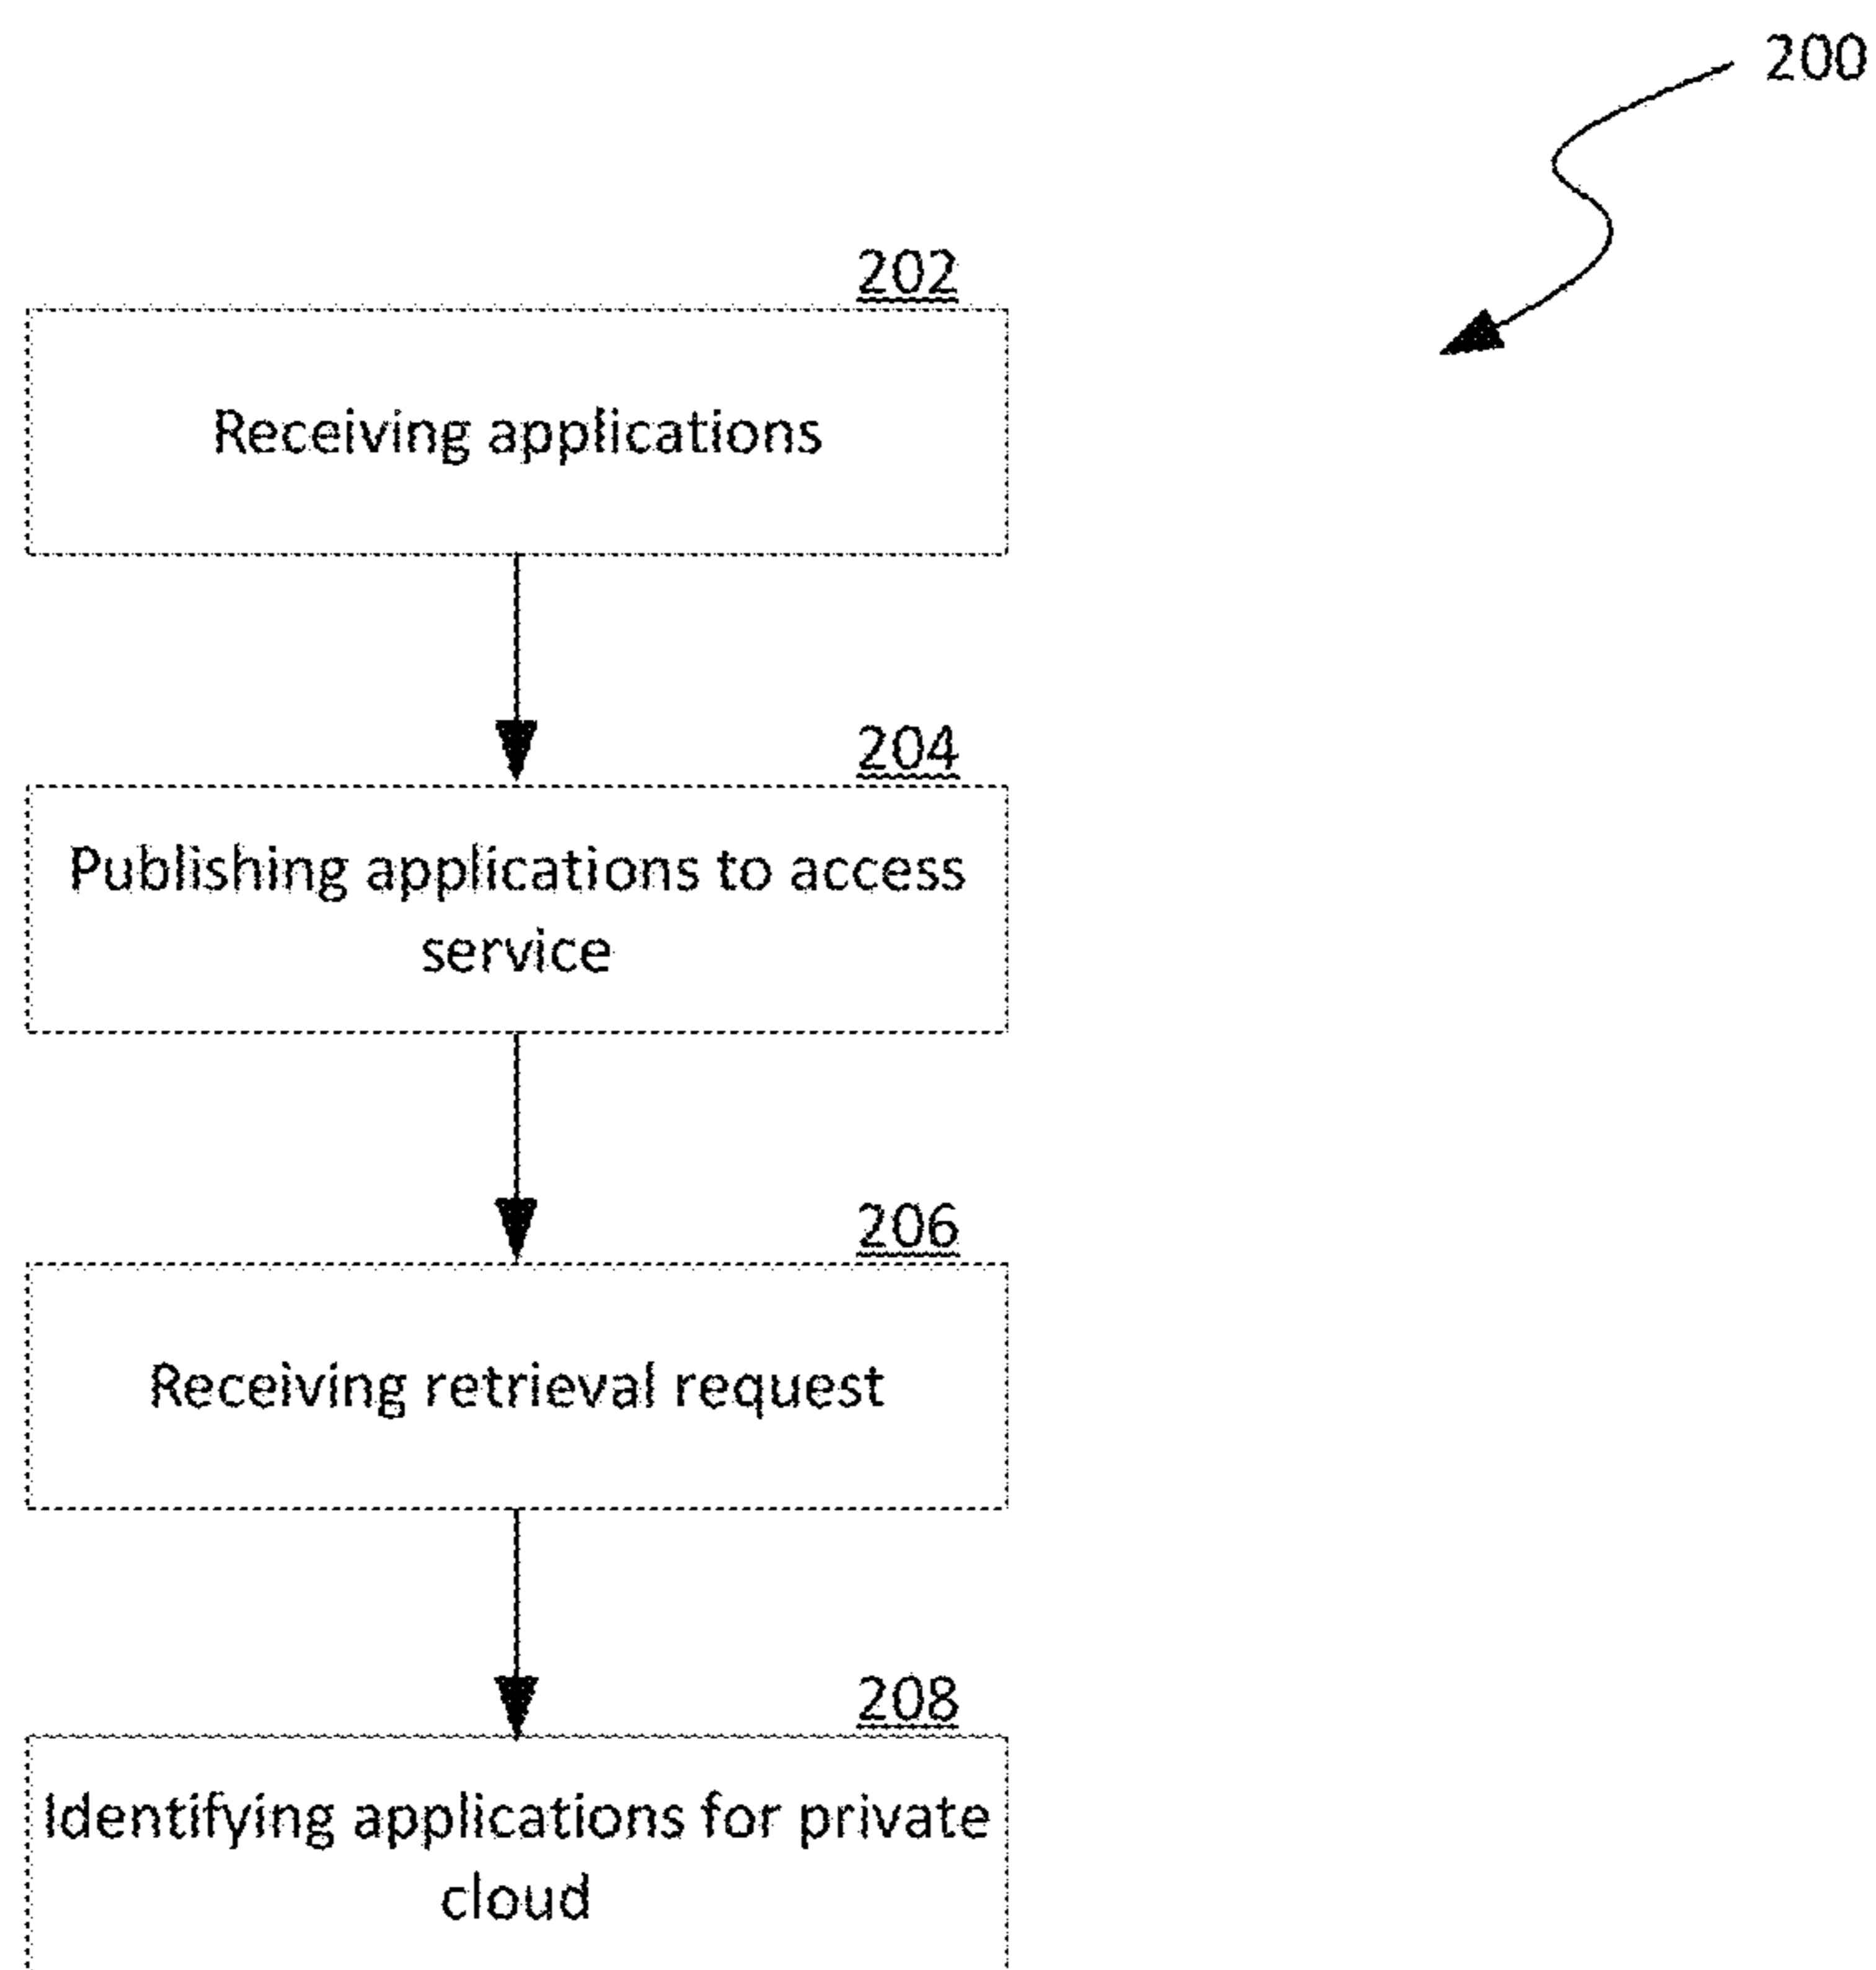 200
202
Receiving applications
204
Publishing applications to access
service
206
Receiving retrieval request
208
Identifying applications for private
cloud